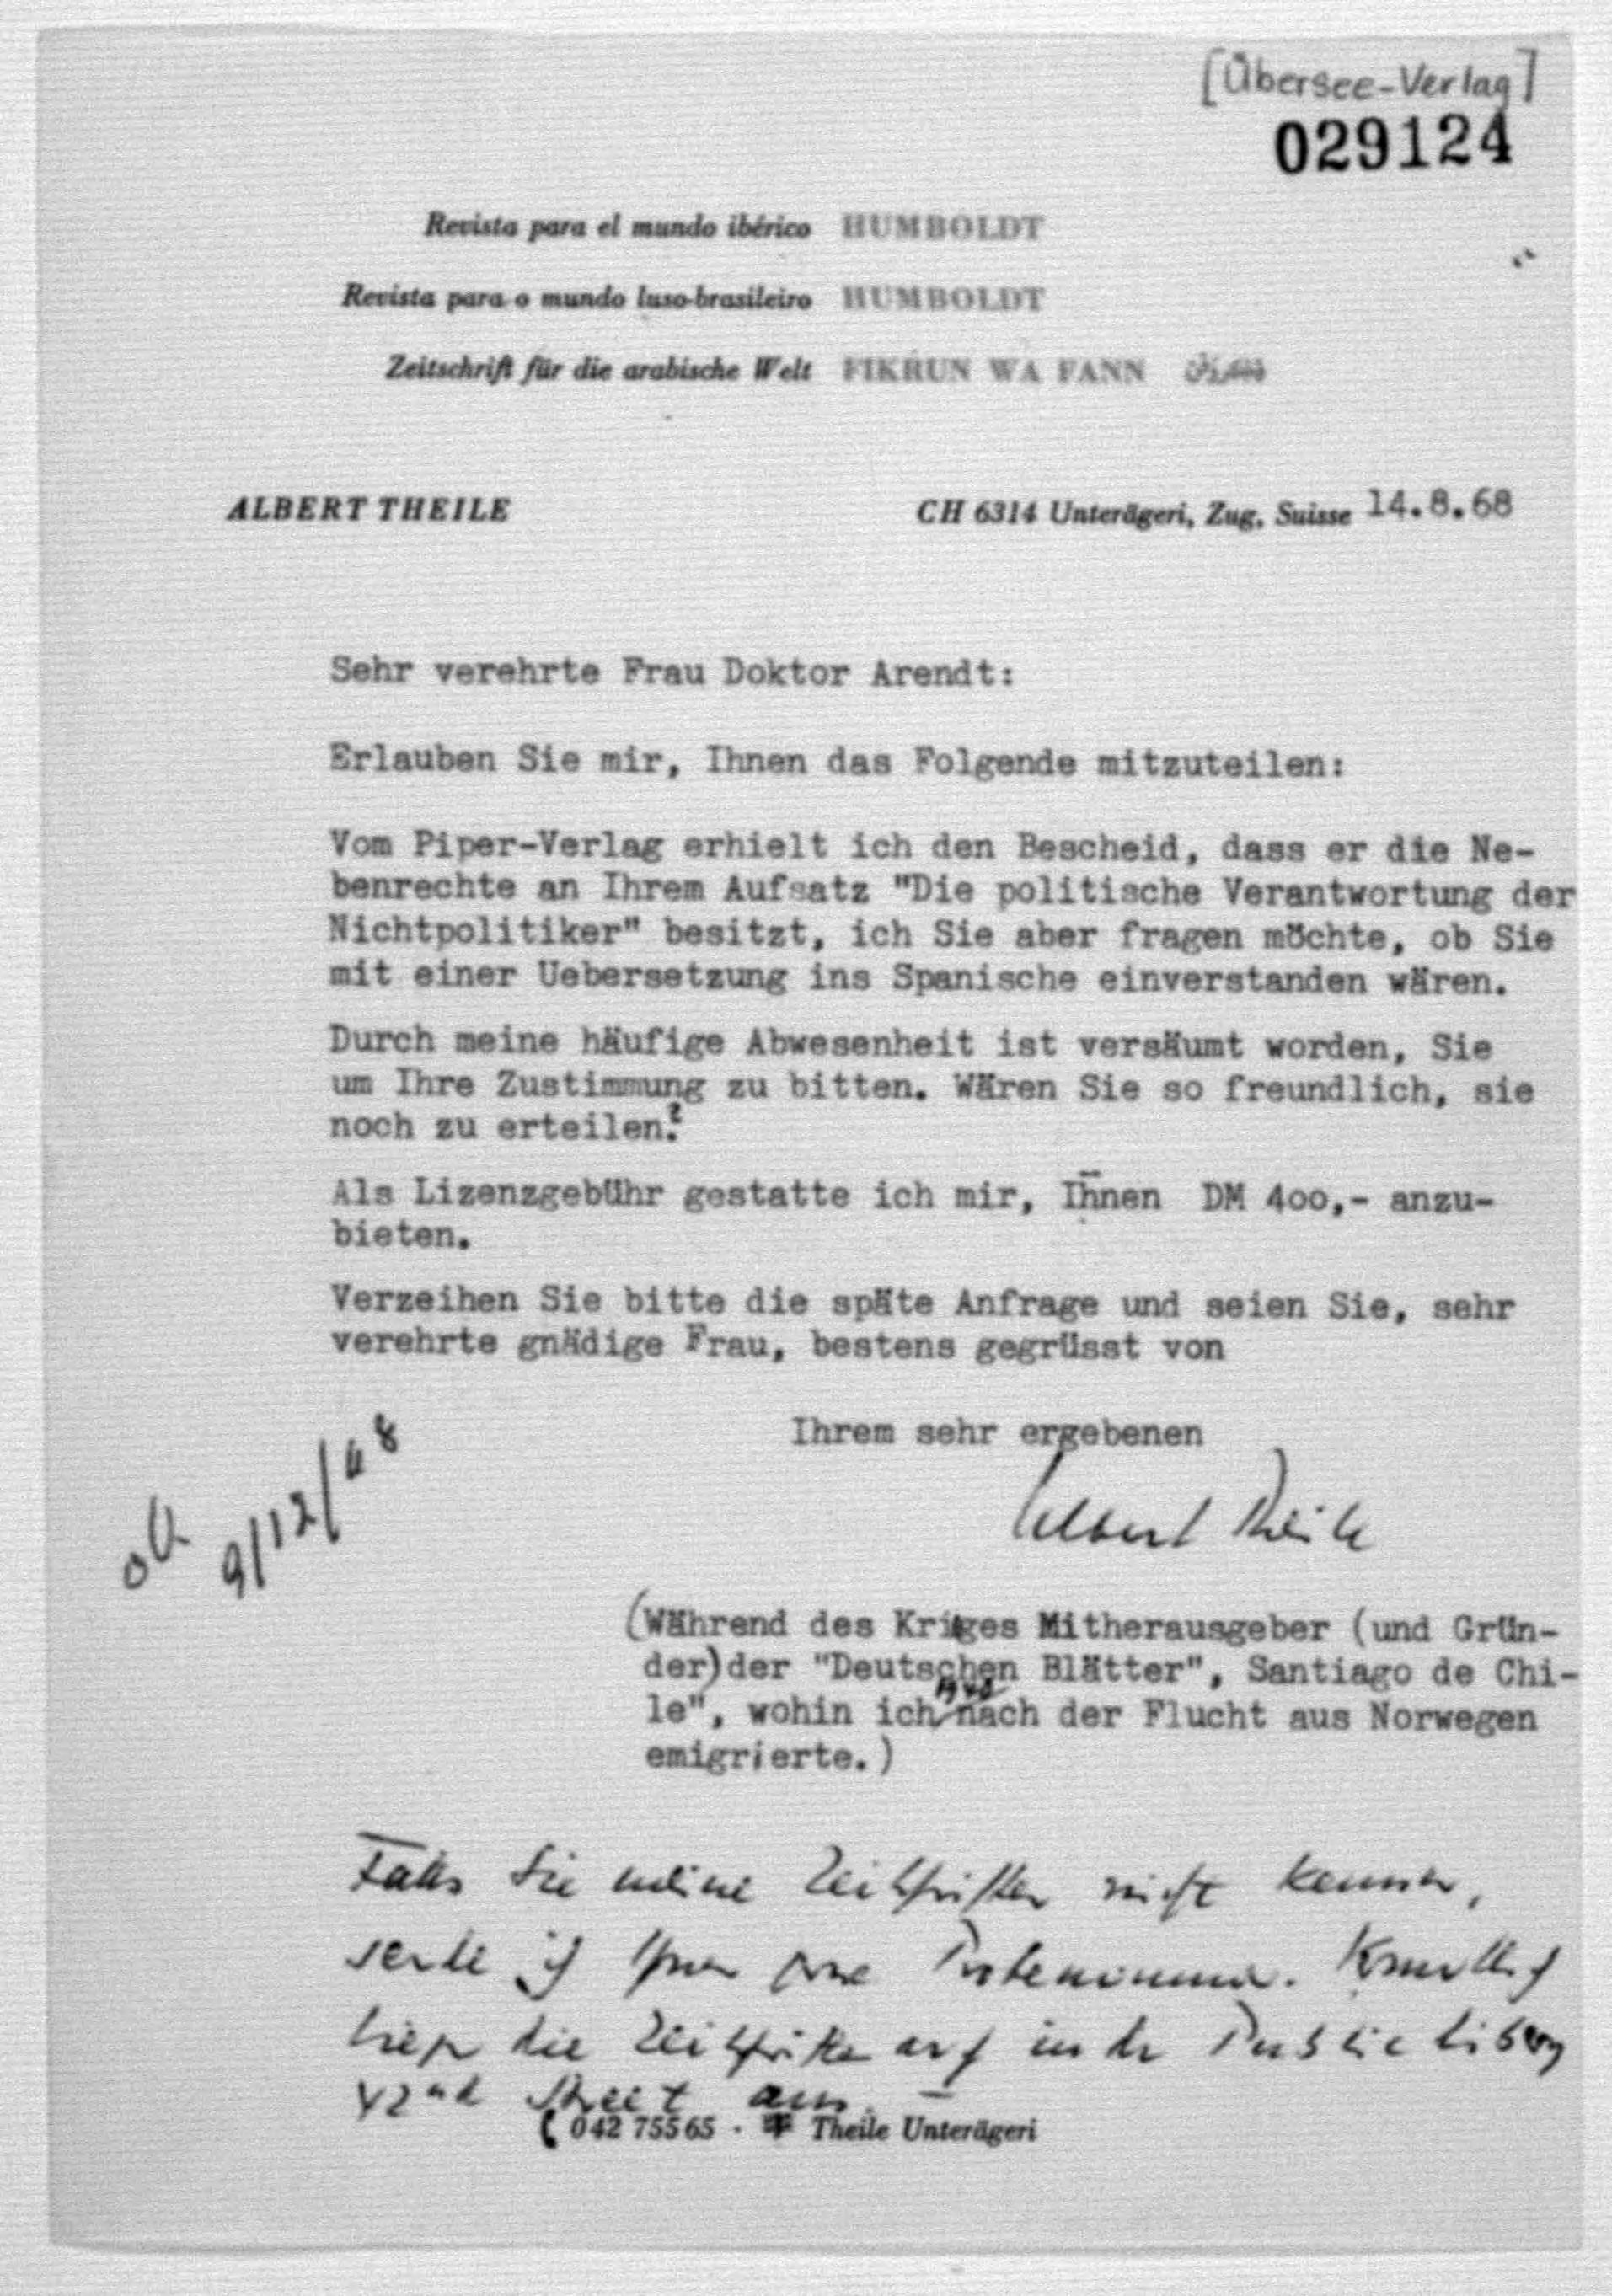 [Übersee-Verlag]
029124
Revista para el mundo ibérico HUMBOLDT
Revista para o mundo luso-brasileiro HUMBOLDT
Zeitschrift für die arabische Welt FIKRUN WA FANN
ALBERT THEILE
CH 6314 Unterägeri, Zug, Suisse 14.8.68
Sehr verehrte Frau Doktor Arendt:
Erlauben Sie mir, Ihnen das Folgende mitzuteilen:
Vom Piper-Verlag erhielt ich den Bescheid, dass er die Ne-
benrechte an Ihrem Aufsatz "Die politische Verantwortung der
Nichtpolitiker" besitzt, ich Sie aber fragen möchte, ob Sie
mit einer Uebersetzung ins Spanische einverstanden wären.
Durch meine häufige Abwesenheit ist versäumt worden, Sie
um Ihre Zustimmung zu bitten. Wären Sie so freundlich, sie
noch zu erteilen?
Als Lizenzgebühr gestatte ich mir, Ihnen DM 4oo,- anzu-
bieten.
Verzeihen Sie bitte die späte Anfrage und seien Sie, sehr
verehrte gnädige Frau, bestens gegrüsst von
Ihrem sehr ergebenen
Albert Theile
ok
9/12/68
(Während des Krieges Mitherausgeber (und Grün-
der) der "Deutschen Blätter", Santiago de Chi-
le", wohin ich nach der Flucht aus Norwegen
emigrierte.)
Falls Sie meine Zeitschriften nicht kennen,
sende ich Ihnen Probenummern.
die Zeitschriften auf in der Public Library
42nd Street aus.
042 755 65 · Theile Unterägeri